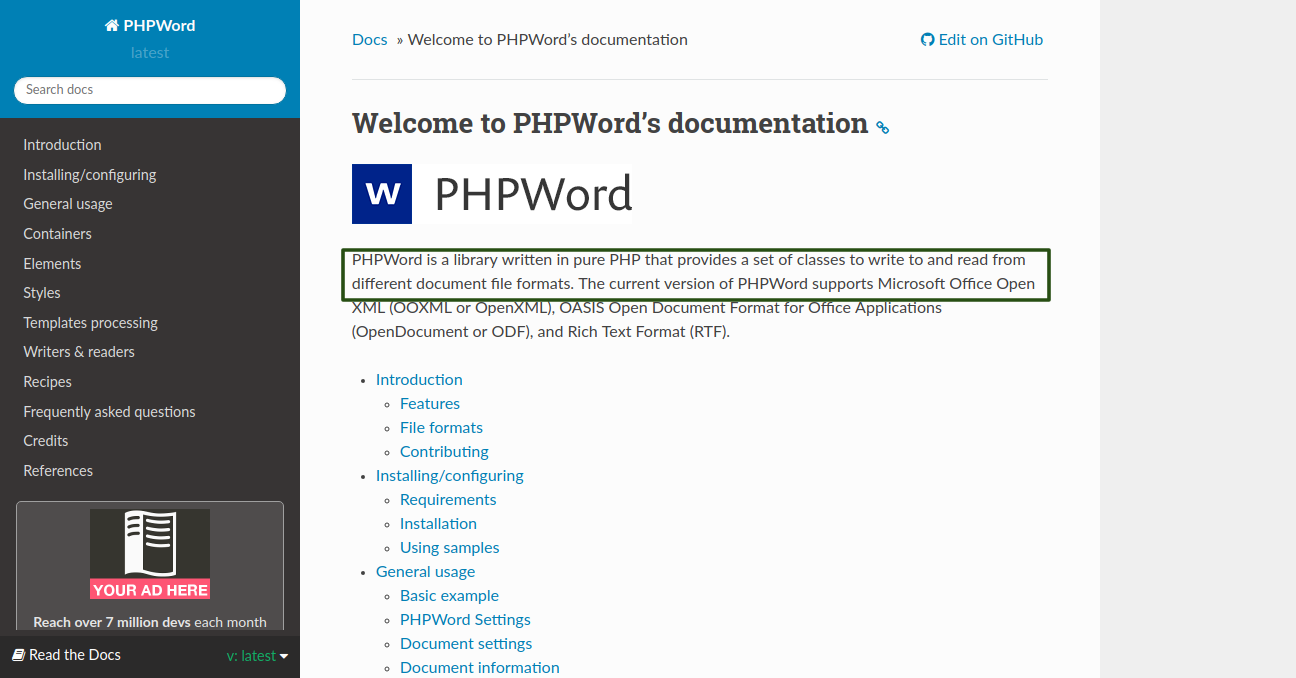 PHPWord
latest
Search docs
Introduction
Installing/configuring
General usage
Containers
Elements
Styles
Templates processing
Writers & readers
Recipes
Frequently asked questions
Credits
References
YOUR AD HERE
Reach over 7 million devs each month
Read the Docs
v: latest
Docs » Welcome to PHPWord’s documentation
Edit on GitHub
Welcome to PHPWord’s documentation
W PHPWord
PHPWord is a library written in pure PHP that provides a set of classes to write to and read from
different document file formats. The current version of PHPWord supports Microsoft Office Open
XML (OOXML or OpenXML), OASIS Open Document Format for Office Applications
(OpenDocument or ODF), and Rich Text Format (RTF).
Introduction
Features
File formats
Contributing
Installing/configuring
Requirements
Installation
Using samples
General usage
Basic example
PHPWord Settings
Document settings
Document information